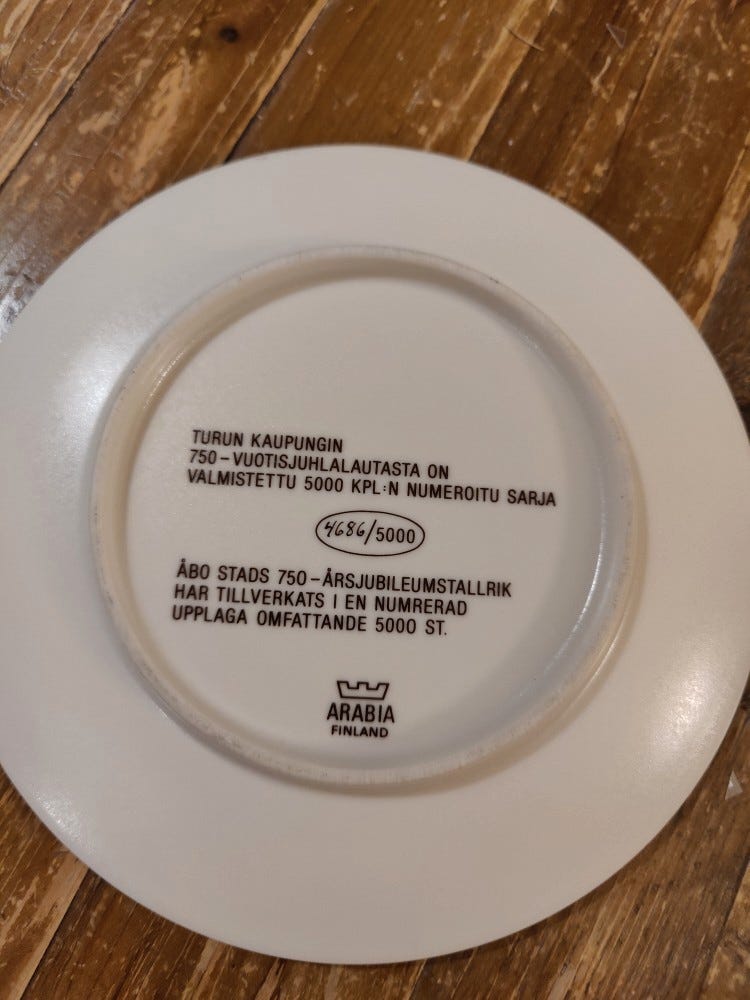 TURUN KAUPUNGIN
750-VUOTISJUHLALAUTASTA ON
VALMISTETTU 5000 KPL:N NUMEROITU SARJA
4686/5000
ÅBO STADS 750-ÅRSJUBILEUMSTALLRIK
HAR TILLVERKATS I EN NUMRERAD
UPPLAGA OMFATTANDE 5000 ST.
ARABIA
FINLAND